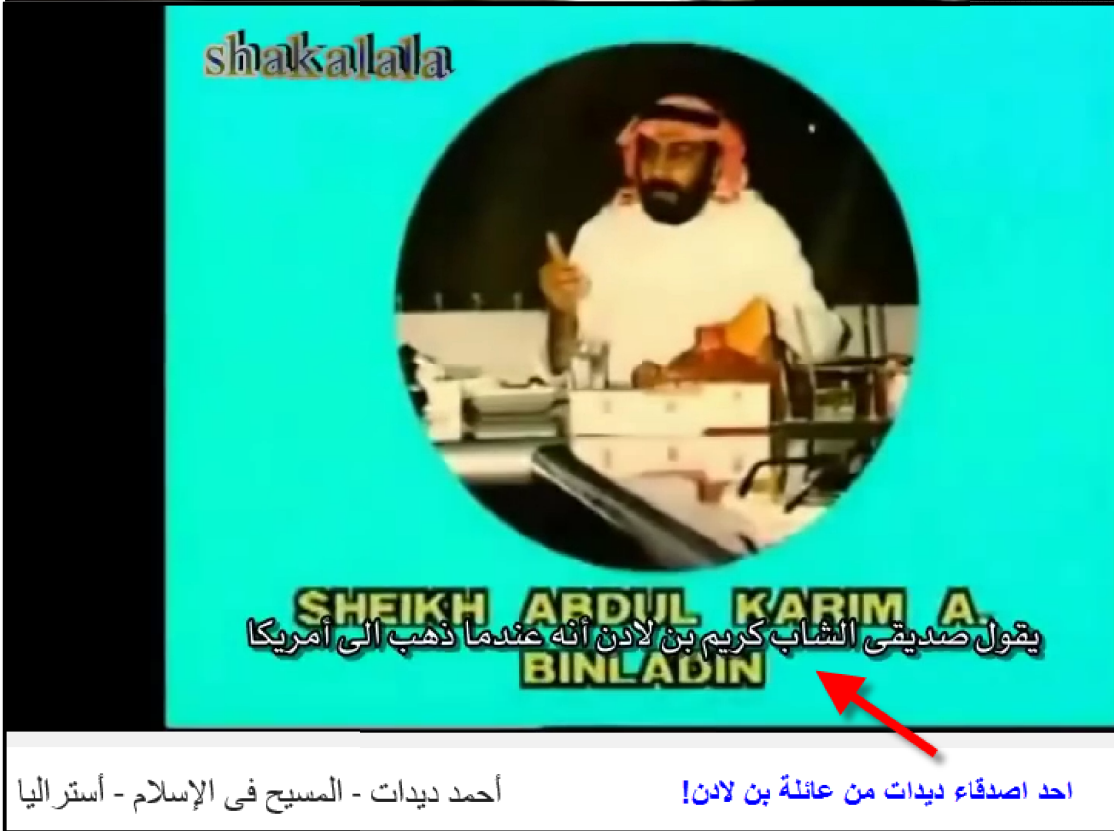 shakalala
SHEIKH ABDUL KARIM A.
يقول صديقى الشاب كريم بن لادن أنه عندما ذهب الى أمريكا
BINLADIN
احد اصدقاء ديدات من عائلة بن لادن!
أحمد ديدات - المسيح فى الإسلام - أستراليا